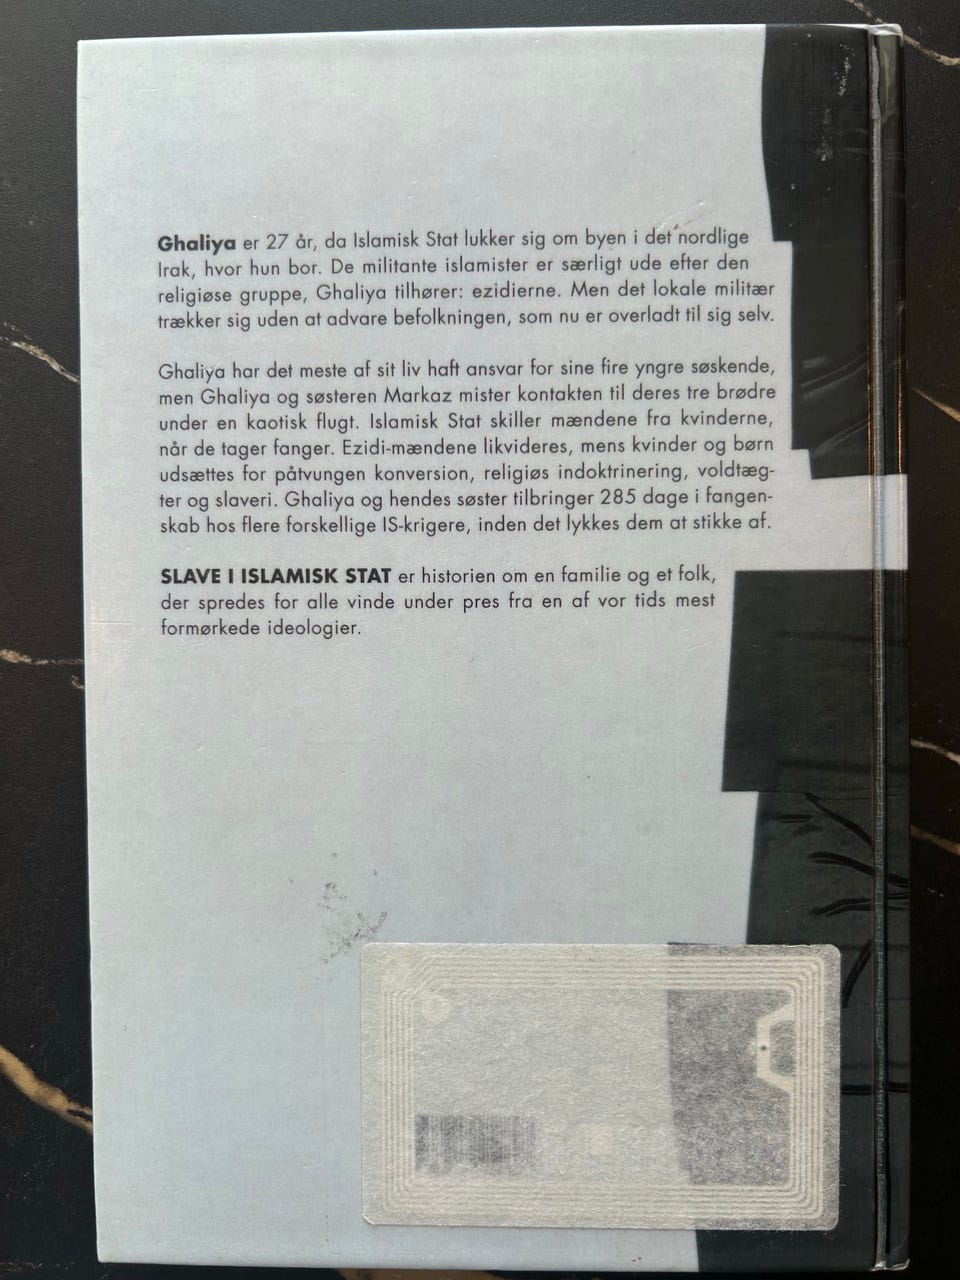 Ghaliya er 27 år, da Islamisk Stat lukker sig om byen i det nordlige
Irak, hvor hun bor. De militante islamister er særligt ude efter den
religiøse gruppe, Ghaliya tilhører: ezidierne. Men det lokale militær
trækker sig uden at advare befolkningen, som nu er overladt til sig selv.
Ghaliya har det meste af sit liv haft ansvar for sine fire yngre søskende,
men Ghaliya og søsteren Markaz mister kontakten til deres tre brødre
under en kaotisk flugt. Islamisk Stat skiller mændene fra kvinderne,
når de tager fanger. Ezidi-mændene likvideres, mens kvinder og børn
udsættes for påtvungen konversion, religiøs indoktrinering, voldtæg-
ter og slaveri. Ghaliya og hendes søster tilbringer 285 dage i fangen-
skab hos flere forskellige IS-krigere, inden det lykkes dem at stikke af.
SLAVE I ISLAMISK STAT er historien om en familie og et folk,
der spredes for alle vinde under pres fra en af vor tids mest
formørkede ideologier.